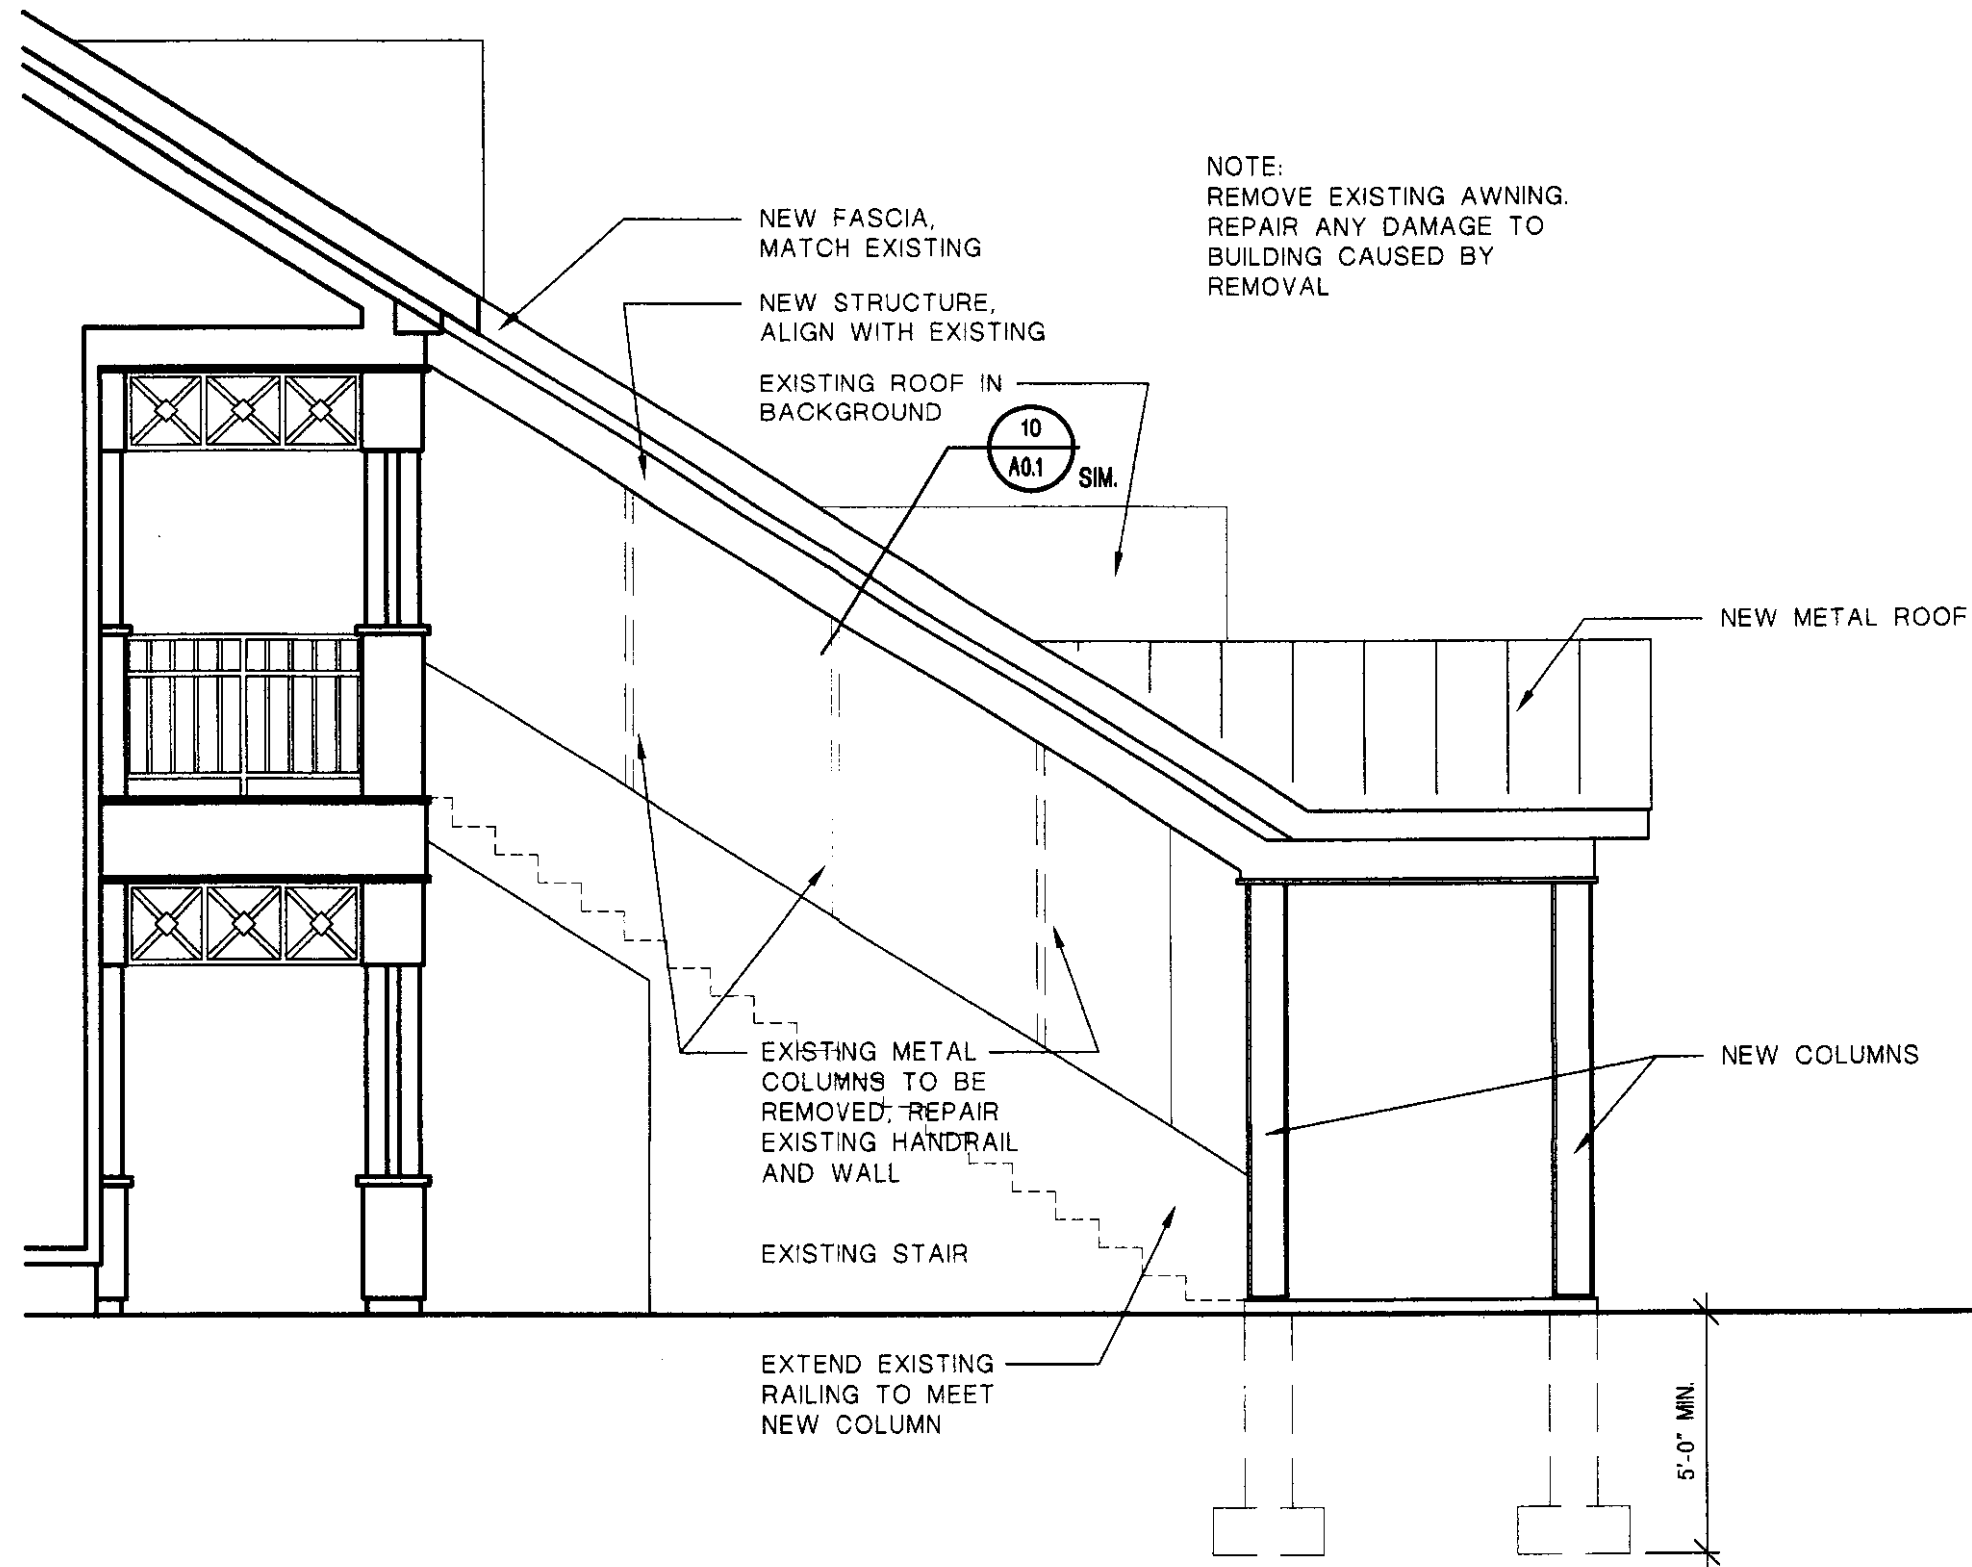 NOTE:
REMOVE EXISTING AWNING.
REPAIR ANY DAMAGE TO
BUILDING CAUSED BY
REMOVAL
NEW FASCIA,
MATCH EXISTING
NEW STRUCTURE,
ALIGN WITH EXISTING
EXISTING ROOF IN
BACKGROUND
10
A0.1
SIM.
NEW METAL ROOF
NEW COLUMNS
EXISTING METAL
COLUMNS TO BE
REMOVED, REPAIR
EXISTING HANDRAIL
AND WALL
EXISTING STAIR
EXTEND EXISTING
RAILING TO MEET
NEW COLUMN
5'-0" MIN.